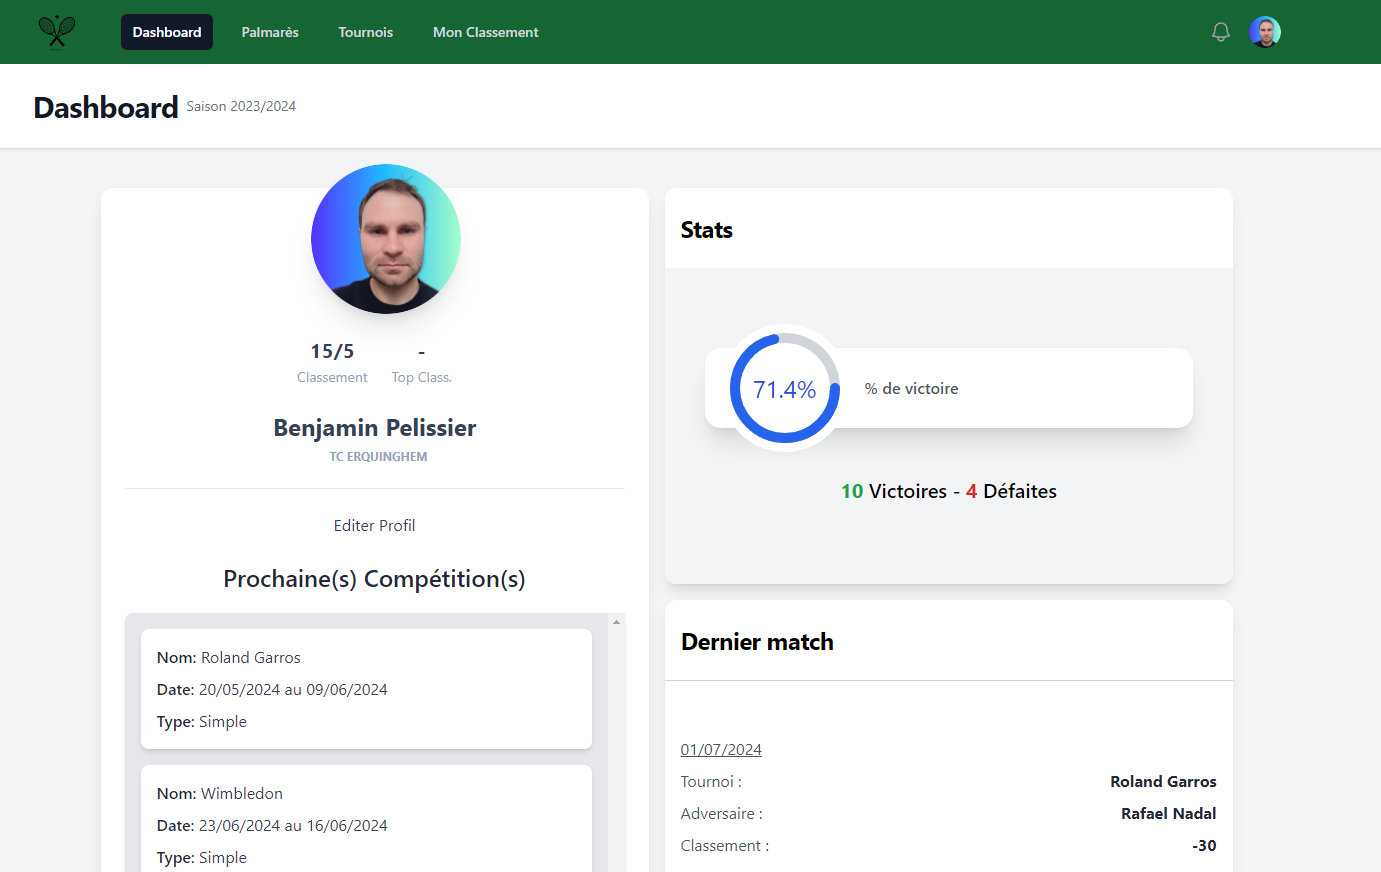 Dashboard
Palmarès
Tournois
Mon Classement
Dashboard Saison 2023/2024
15/5
Classement
-
Top Class.
Benjamin Pelissier
TC ERQUINGHEM
Editer Profil
Prochaine(s) Compétition(s)
Nom: Roland Garros
Date: 20/05/2024 au 09/06/2024
Type: Simple
Nom: Wimbledon
Date: 23/06/2024 au 16/06/2024
Type: Simple
Stats
71.4%
% de victoire
10 Victoires - 4 Défaites
Dernier match
01/07/2024
Tournoi : Roland Garros
Adversaire : Rafael Nadal
Classement : -30